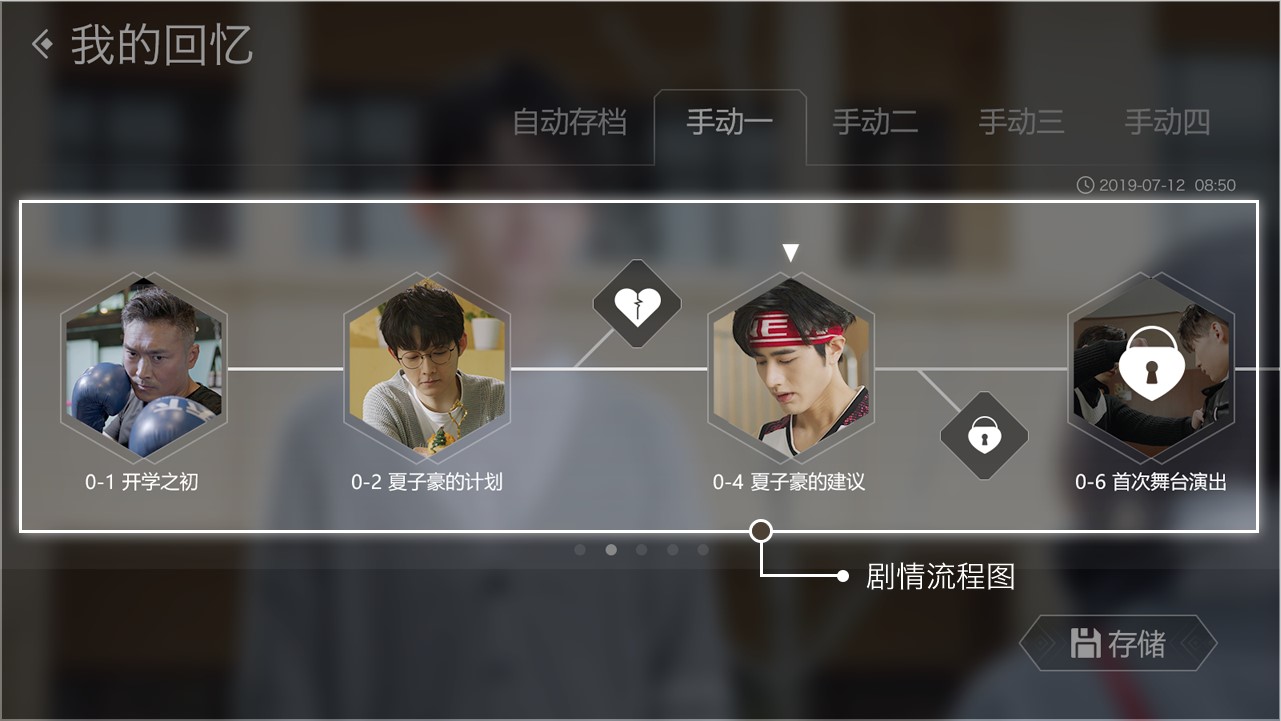 我的回忆
自动存档 手动一 手动二 手动三 手动四
2019-07-12 08:50
0-1 开学之初 0-2 夏子豪的计划 0-4 夏子豪的建议 0-6 首次舞台演出
剧情流程图
存储